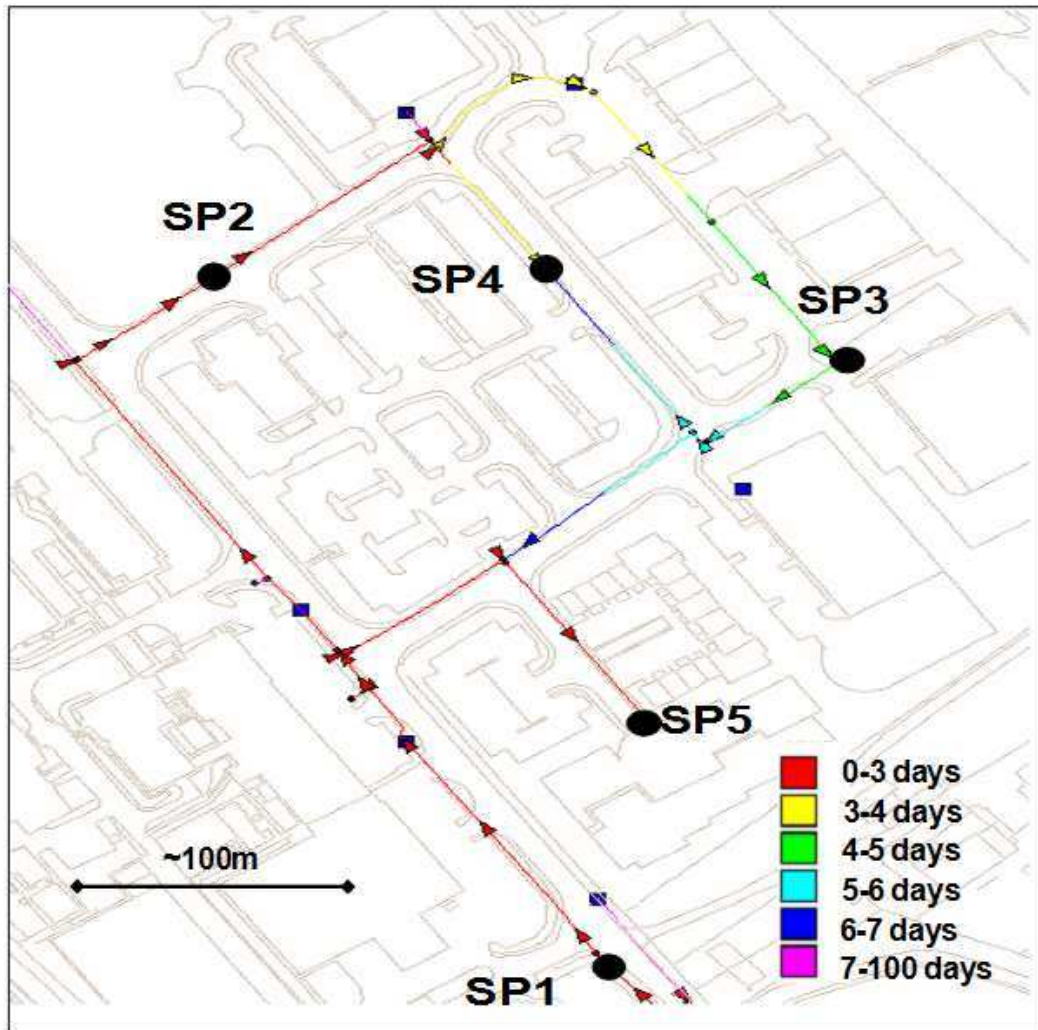 SP2
SP4
SP3
SP5
0-3 days
3-4 days
~100m
4-5 days
5-6 days
6-7 days
7-100 days
SP1